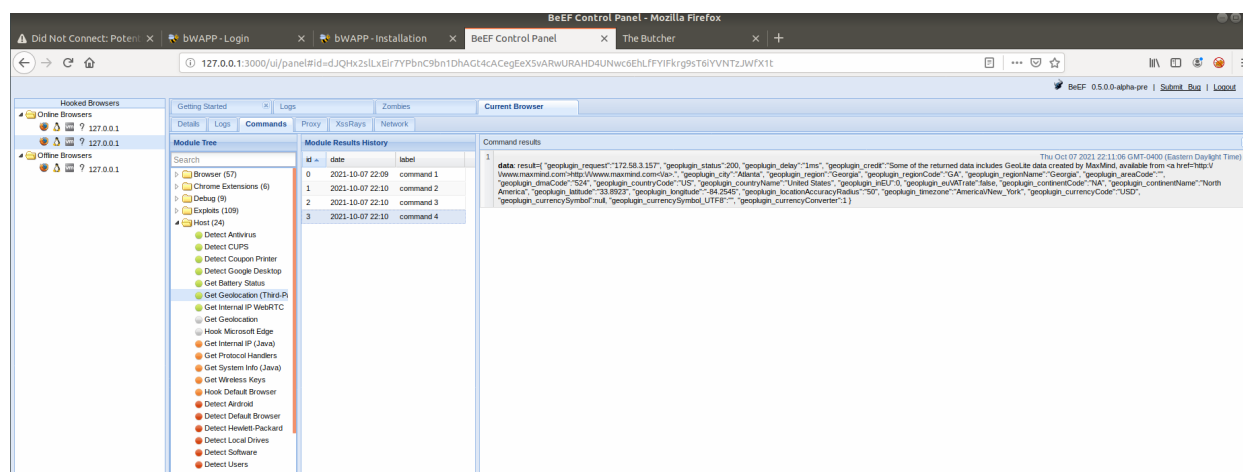 BeEF Control Panel - Mozilla Firefox
Did Not Connect: Potent
bWAPP - Login
bWAPP - Installation
BeEF Control Panel
The Butcher
127.0.0.1:3000/ui/panel#id=dJQHx2slLxEir7YPbnC9bn1DhAGt4cACegEeX5vARwURAHD4UNwc6EhLfFYIFkrg9sT6iYVNTzJWfX1t
BeEF 0.5.0.0-alpha-pre | Submit Bug | Logout
Hooked Browsers
Online Browsers
? 127.0.0.1
? 127.0.0.1
Offline Browsers
? 127.0.0.1
Getting Started
Logs
Zombies
Current Browser
Details
Logs
Commands
Proxy
XssRays
Network
Module Tree
Search
Browser (57)
Chrome Extensions (6)
Debug (9)
Exploits (109)
Host (24)
Detect Antivirus
Detect CUPS
Detect Coupon Printer
Detect Google Desktop
Get Battery Status
Get Geolocation (Third-Pa
Get Internal IP WebRTC
Get Geolocation
Hook Microsoft Edge
Get Internal IP (Java)
Get Protocol Handlers
Get System Info (Java)
Get Wireless Keys
Hook Default Browser
Detect Airdroid
Detect Default Browser
Detect Hewlett-Packard
Detect Local Drives
Detect Software
Detect Users
Module Results History
id date label
0 2021-10-07 22:09 command 1
1 2021-10-07 22:10 command 2
2 2021-10-07 22:10 command 3
3 2021-10-07 22:10 command 4
Command results
1
Thu Oct 07 2021 22:11:06 GMT-0400 (Eastern Daylight Time)
data: result={ "geoplugin_request":"172.58.3.157", "geoplugin_status":200, "geoplugin_delay":"1ms", "geoplugin_credit":"Some of the returned data includes GeoLite data created by MaxMind, available from <a href='http:\/
\/www.maxmind.com'>http:\/\/www.maxmind.com<\/a>.", "geoplugin_city":"Atlanta", "geoplugin_region":"Georgia", "geoplugin_regionCode":"GA", "geoplugin_regionName":"Georgia", "geoplugin_areaCode":"",
"geoplugin_dmaCode":"524", "geoplugin_countryCode":"US", "geoplugin_countryName":"United States", "geoplugin_inEU":0, "geoplugin_euVATrate":false, "geoplugin_continentCode":"NA", "geoplugin_continentName":"North
America", "geoplugin_latitude":"33.8923", "geoplugin_longitude":"-84.2545", "geoplugin_locationAccuracyRadius":"50", "geoplugin_timezone":"America\/New_York", "geoplugin_currencyCode":"USD",
"geoplugin_currencySymbol":null, "geoplugin_currencySymbol_UTF8":"", "geoplugin_currencyConverter":1 }